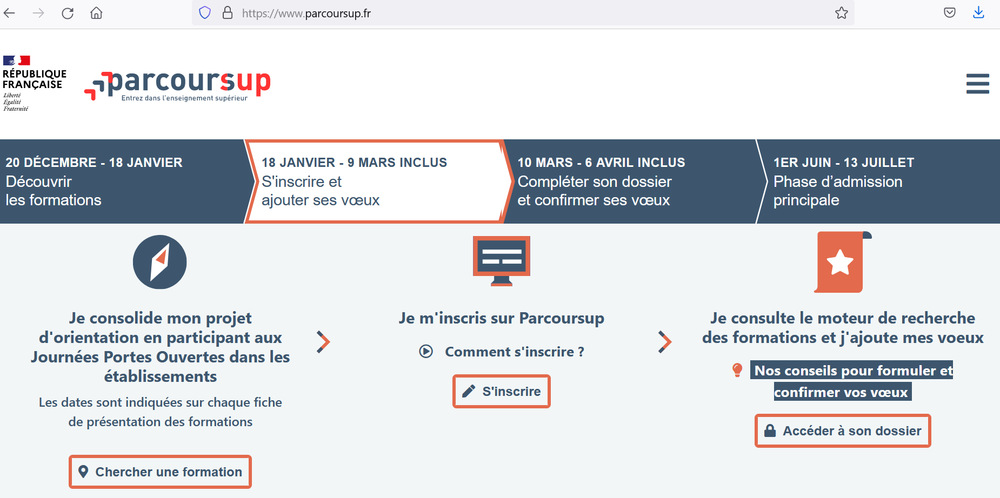 https://www.parcoursup.fr
RÉPUBLIQUE
FRANÇAISE
Liberté
Égalité
Fraternité
parcoursup
Entrez dans l'enseignement supérieur
20 DÉCEMBRE - 18 JANVIER
Découvrir
les formations
18 JANVIER - 9 MARS INCLUS
S'inscrire et
ajouter ses vœux
10 MARS - 6 AVRIL INCLUS
Compléter son dossier
et confirmer ses vœux
1ER JUIN - 13 JUILLET
Phase d’admission
principale
Je consolide mon projet
d'orientation en participant aux
Journées Portes Ouvertes dans les
établissements
Les dates sont indiquées sur chaque fiche
de présentation des formations
Chercher une formation
Je m'inscris sur Parcoursup
Comment s'inscrire ?
S'inscrire
Je consulte le moteur de recherche
des formations et j'ajoute mes voeux
Nos conseils pour formuler et
confirmer vos vœux
Accéder à son dossier